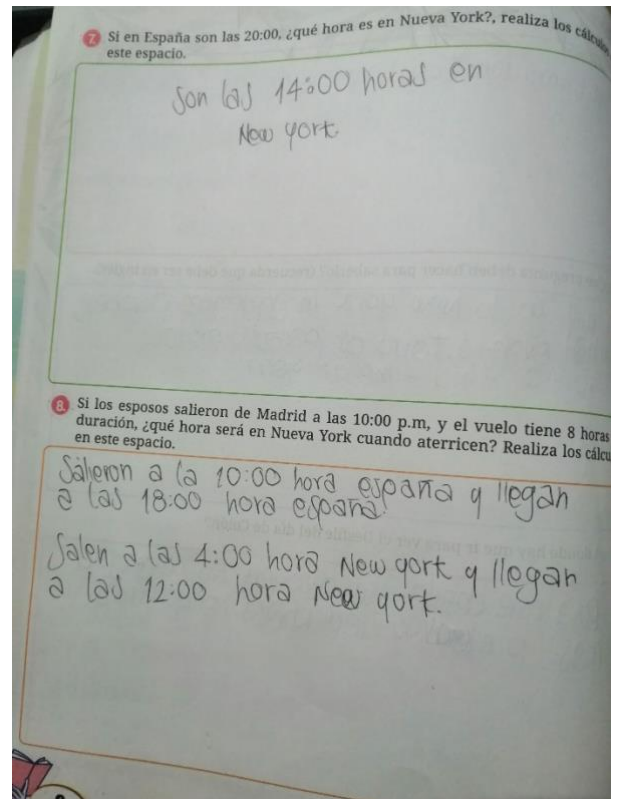 7 Si en España son las 20:00, ¿qué hora es en Nueva York?, realiza los
este espacio.
Son las 14:00 horas en
New york.
8. Si los esposos salieron de Madrid a las 10:00 p.m, y el vuelo tiene 8 horas
duración, ¿qué hora será en Nueva York cuando aterricen? Realiza los
en este espacio.
Salieron a la 10:00 hora españa y llegan
a las 18:00 hora españa.
Salen a las 4:00 hora New york y llegan
a las 12:00 hora New york.